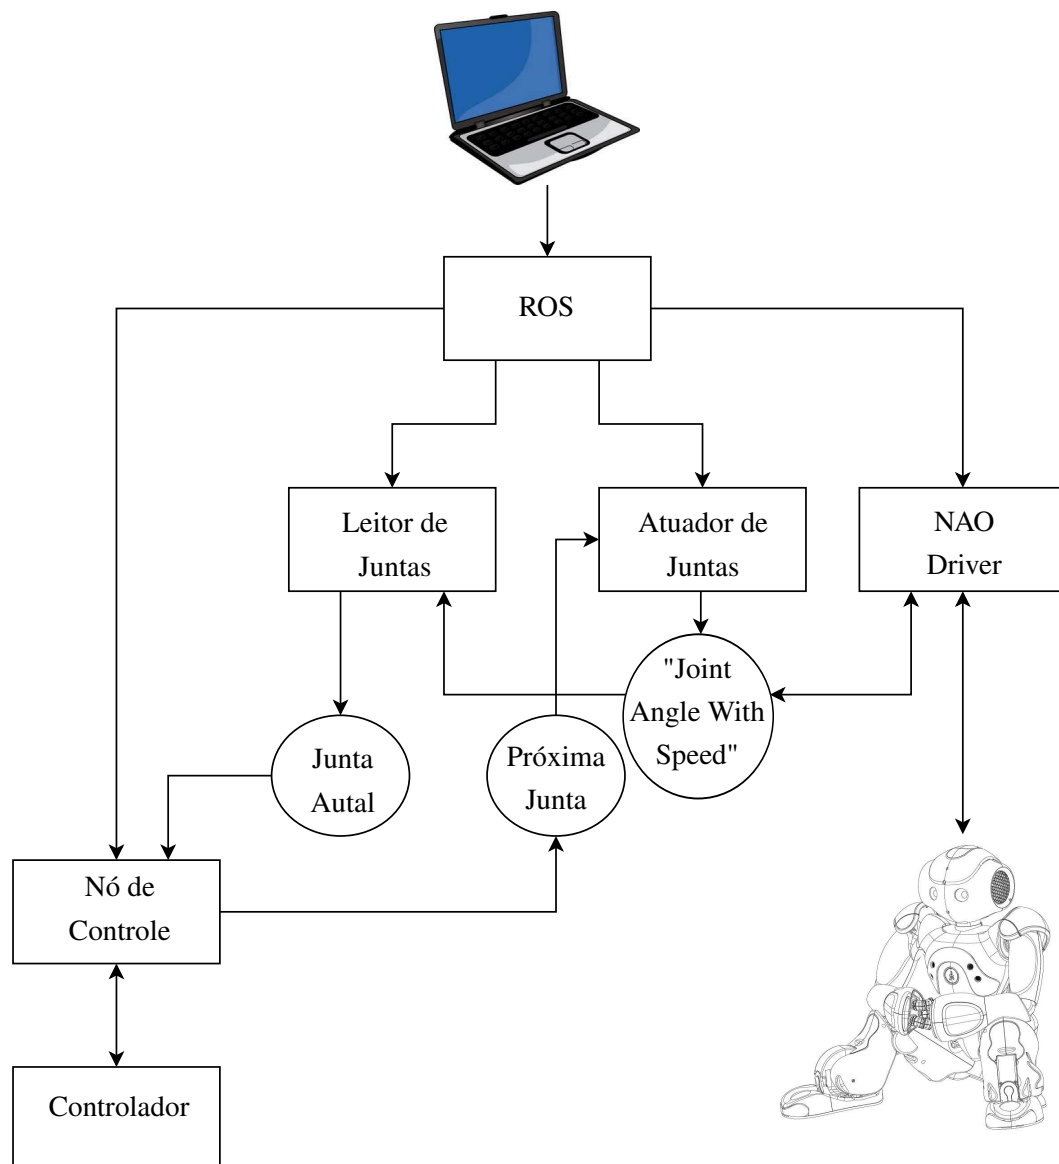 ROS
Leitor de
Juntas
Atuador de
Juntas
NAO
Driver
"Joint
Angle With
Speed"
Junta
Autal
Próxima
Junta
Nó de
Controle
Controlador